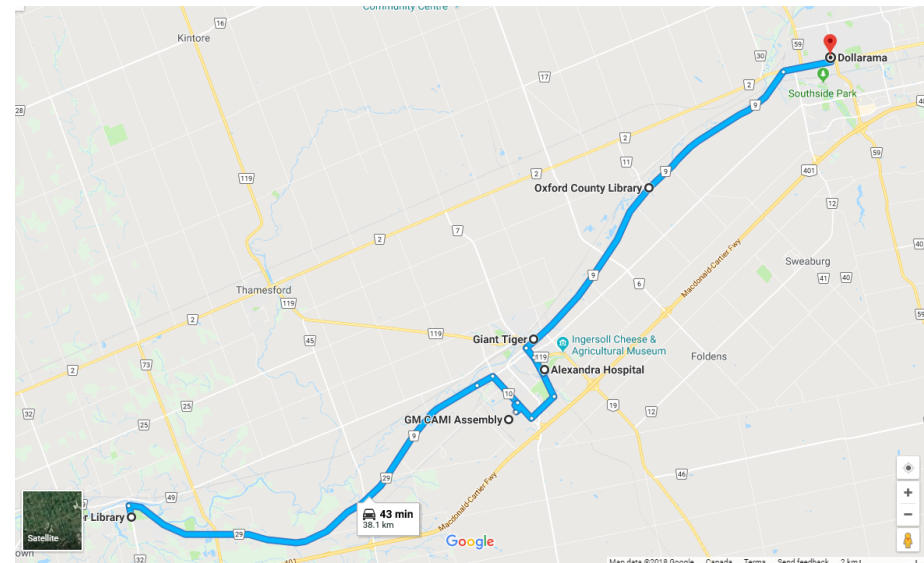 Community Centre
16
Kintore
59
Dollarama
30
17
2
Southside Park
28
9
401
59
2
11
9
12
119
Oxford County Library
7
2
Sweaburg
40
9
6
41
40
Macdonald-Cartier Fwy
Thamesford
119
2
45
119
Giant Tiger
Ingersoll Cheese &
Agricultural Museum
59
119
Foldens
Alexandra Hospital
73
2
10
GM CAMI Assembly
19
12
32
9
46
29
Macdonald-Cartier Fwy
49
43 min
38.1 km
r Library
Satellite
29
Google
32
401
own
Map data ©2018 Google Canada Terms Send feedback 2 km